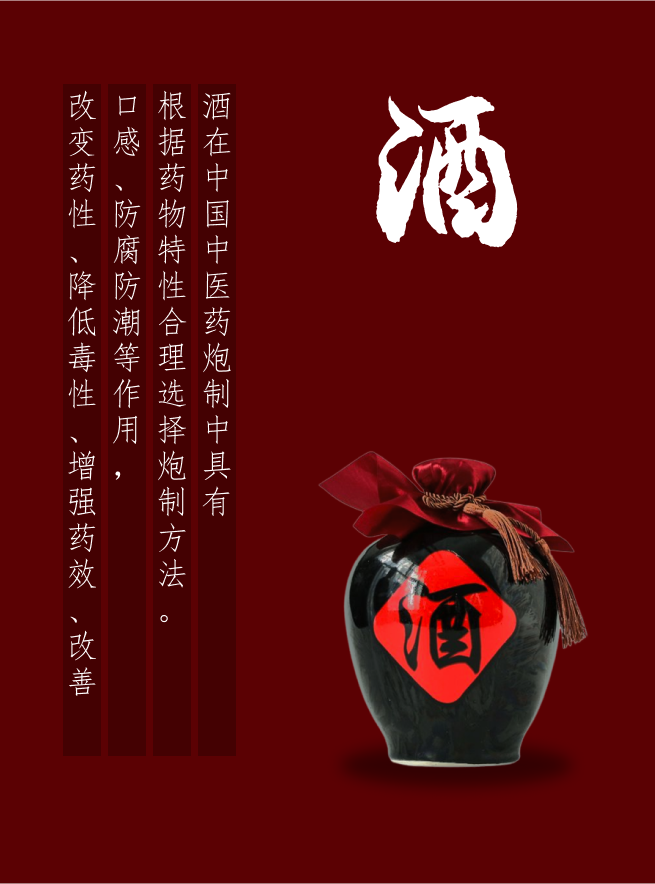 酒
酒在中国中医药炮制中具有
根据药物特性合理选择炮制方法。
口感、防腐防潮等作用，
改变药性、降低毒性、增强药效、改善
酒